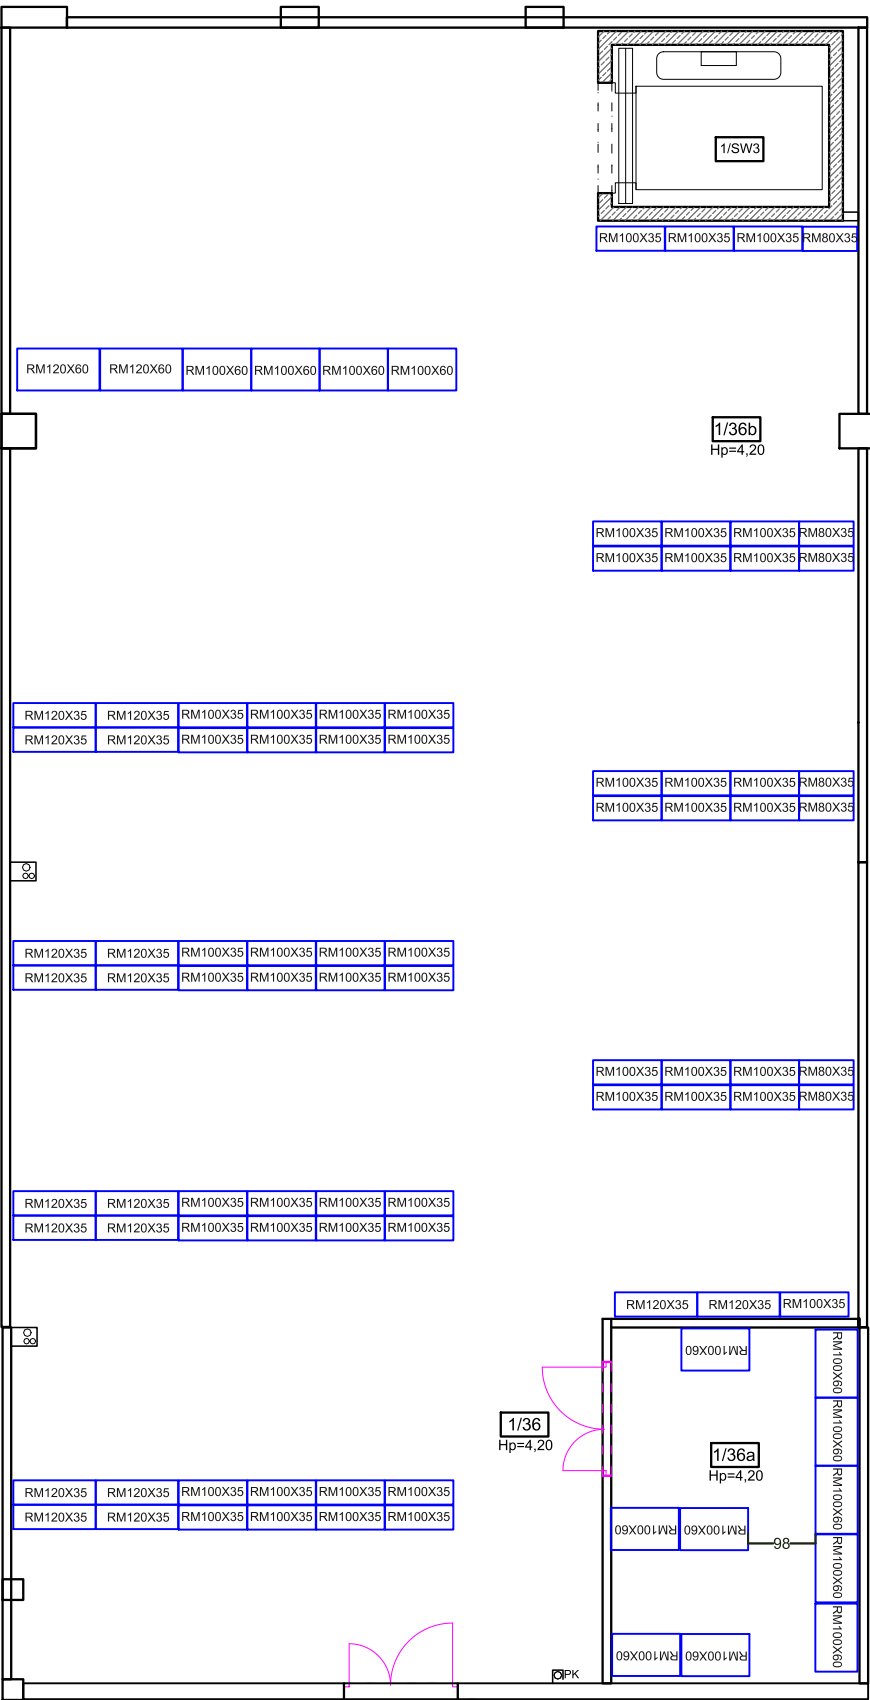 1/SW3
RM100X35 RM100X35 RM100X35 RM80X35
RM120X60 RM120X60 RM100X60 RM100X60 RM100X60 RM100X60
1/36b
Hp=4,20
RM100X35 RM100X35 RM100X35 RM80X35
RM100X35 RM100X35 RM100X35 RM80X35
RM120X35 RM120X35 RM100X35 RM100X35 RM100X35 RM100X35
RM120X35 RM120X35 RM100X35 RM100X35 RM100X35 RM100X35
RM100X35 RM100X35 RM100X35 RM80X35
RM100X35 RM100X35 RM100X35 RM80X35
RM120X35 RM120X35 RM100X35 RM100X35 RM100X35 RM100X35
RM120X35 RM120X35 RM100X35 RM100X35 RM100X35 RM100X35
RM100X35 RM100X35 RM100X35 RM80X35
RM100X35 RM100X35 RM100X35 RM80X35
RM120X35 RM120X35 RM100X35 RM100X35 RM100X35 RM100X35
RM120X35 RM120X35 RM100X35 RM100X35 RM100X35 RM100X35
RM120X35 RM120X35 RM100X35
RM100X60
RM100X60
RM100X60
1/36
Hp=4,20
1/36a
Hp=4,20
RM100X60
RM120X35 RM120X35 RM100X35 RM100X35 RM100X35 RM100X35
RM120X35 RM120X35 RM100X35 RM100X35 RM100X35 RM100X35
RM100X60 RM100X60
98
RM100X60
RM100X60
RM100X60 RM100X60
PK